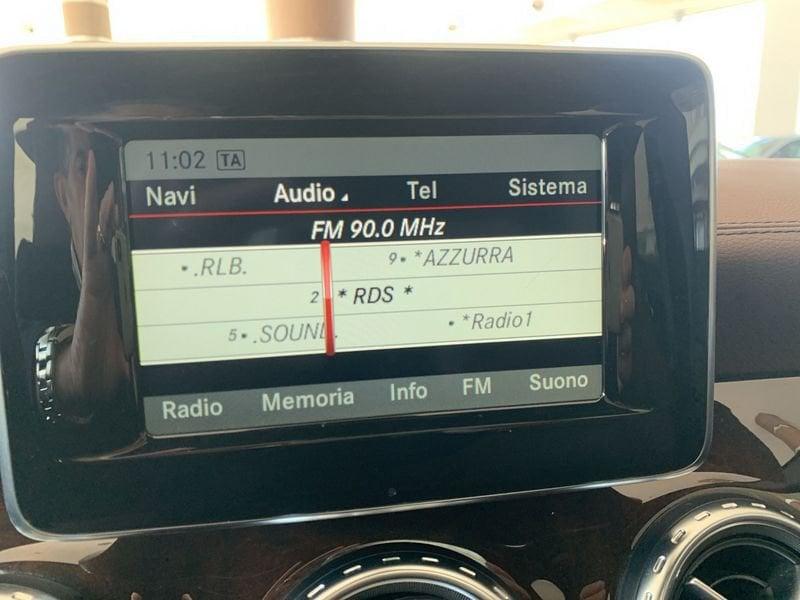 11:02 TA
Navi Audio Tel Sistema
FM 90.0 MHz
• .RLB. 9• *AZZURRA
2 * RDS *
5• .SOUND. • *Radio1
Radio Memoria Info FM Suono